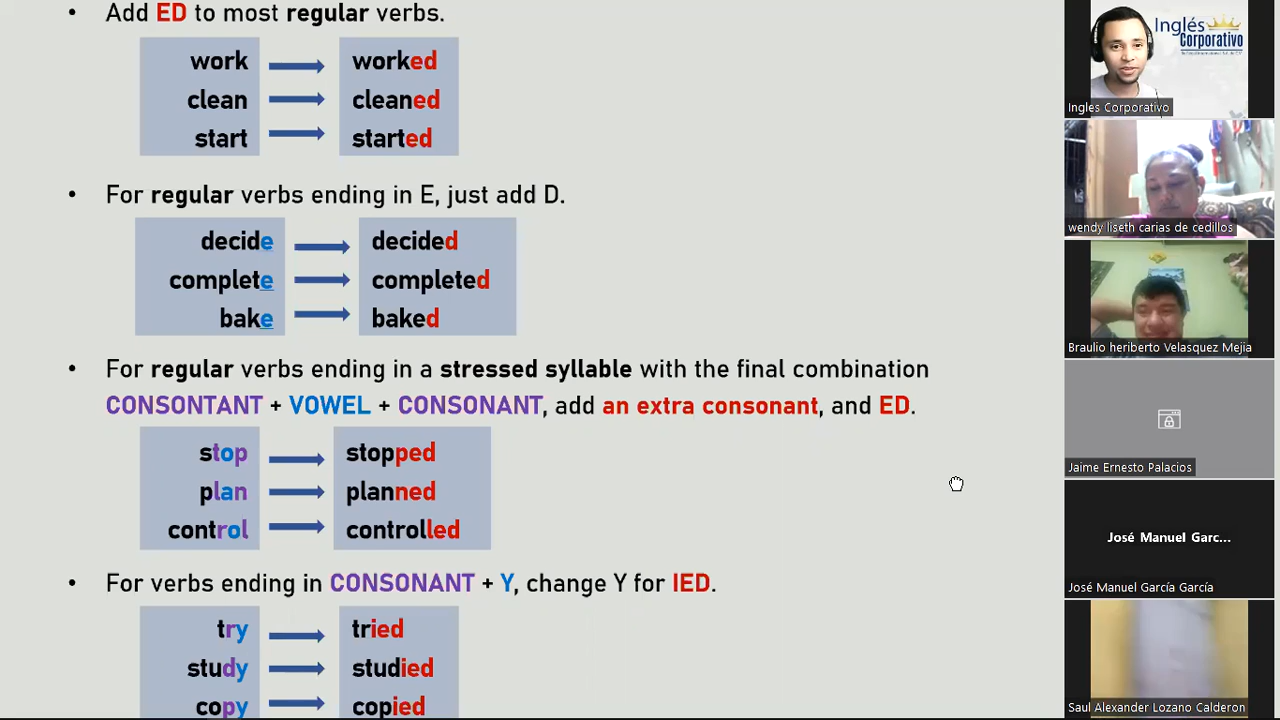 • Add ED to most regular verbs.
work → worked
clean → cleaned
start → started
• For regular verbs ending in E, just add D.
decide → decided
complete → completed
bake → baked
• For regular verbs ending in a stressed syllable with the final combination
CONSONTANT + VOWEL + CONSONANT, add an extra consonant, and ED.
stop → stopped
plan → planned
control → controlled
• For verbs ending in CONSONANT + Y, change Y for IED.
try → tried
study → studied
copy → copied
Inglés
Corporativo
Ingles Corporativo
wendy liseth carias de cedillos
Braulio heriberto Velasquez Mejia
Jaime Ernesto Palacios
José Manuel Garc...
José Manuel García García
Saul Alexander Lozano Calderon